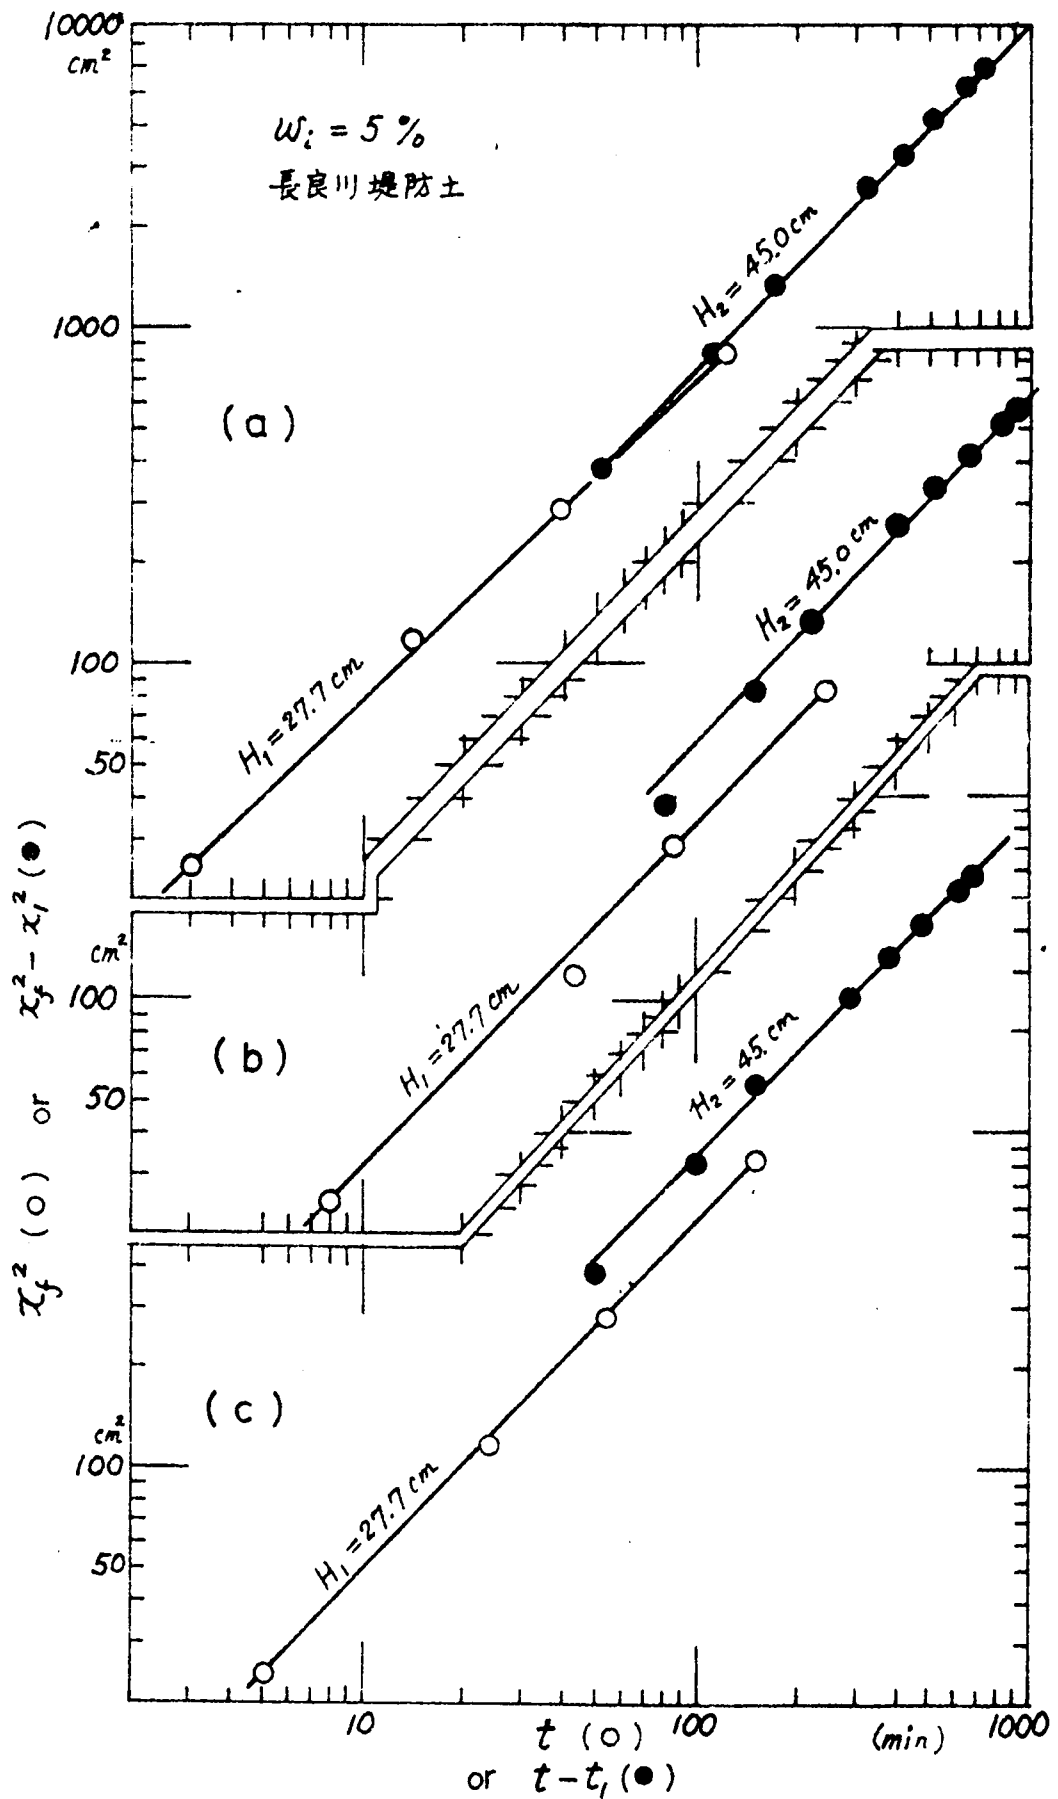 10000
cm²
wᵢ = 5 %
長良川堤防土
H₂ = 45.0 cm
1000
(a)
H₂ = 45.0 cm
100
H₁ = 27.7 cm
50
cm²
100
(b)
H₁ = 27.7 cm
50
H₂ = 45. cm
(c)
cm²
100
H₁ = 27.7 cm
50
x_f² (○) or x_f² − x₁² (●)
10 t (○) 100 (min) 1000
or t − t₁ (●)